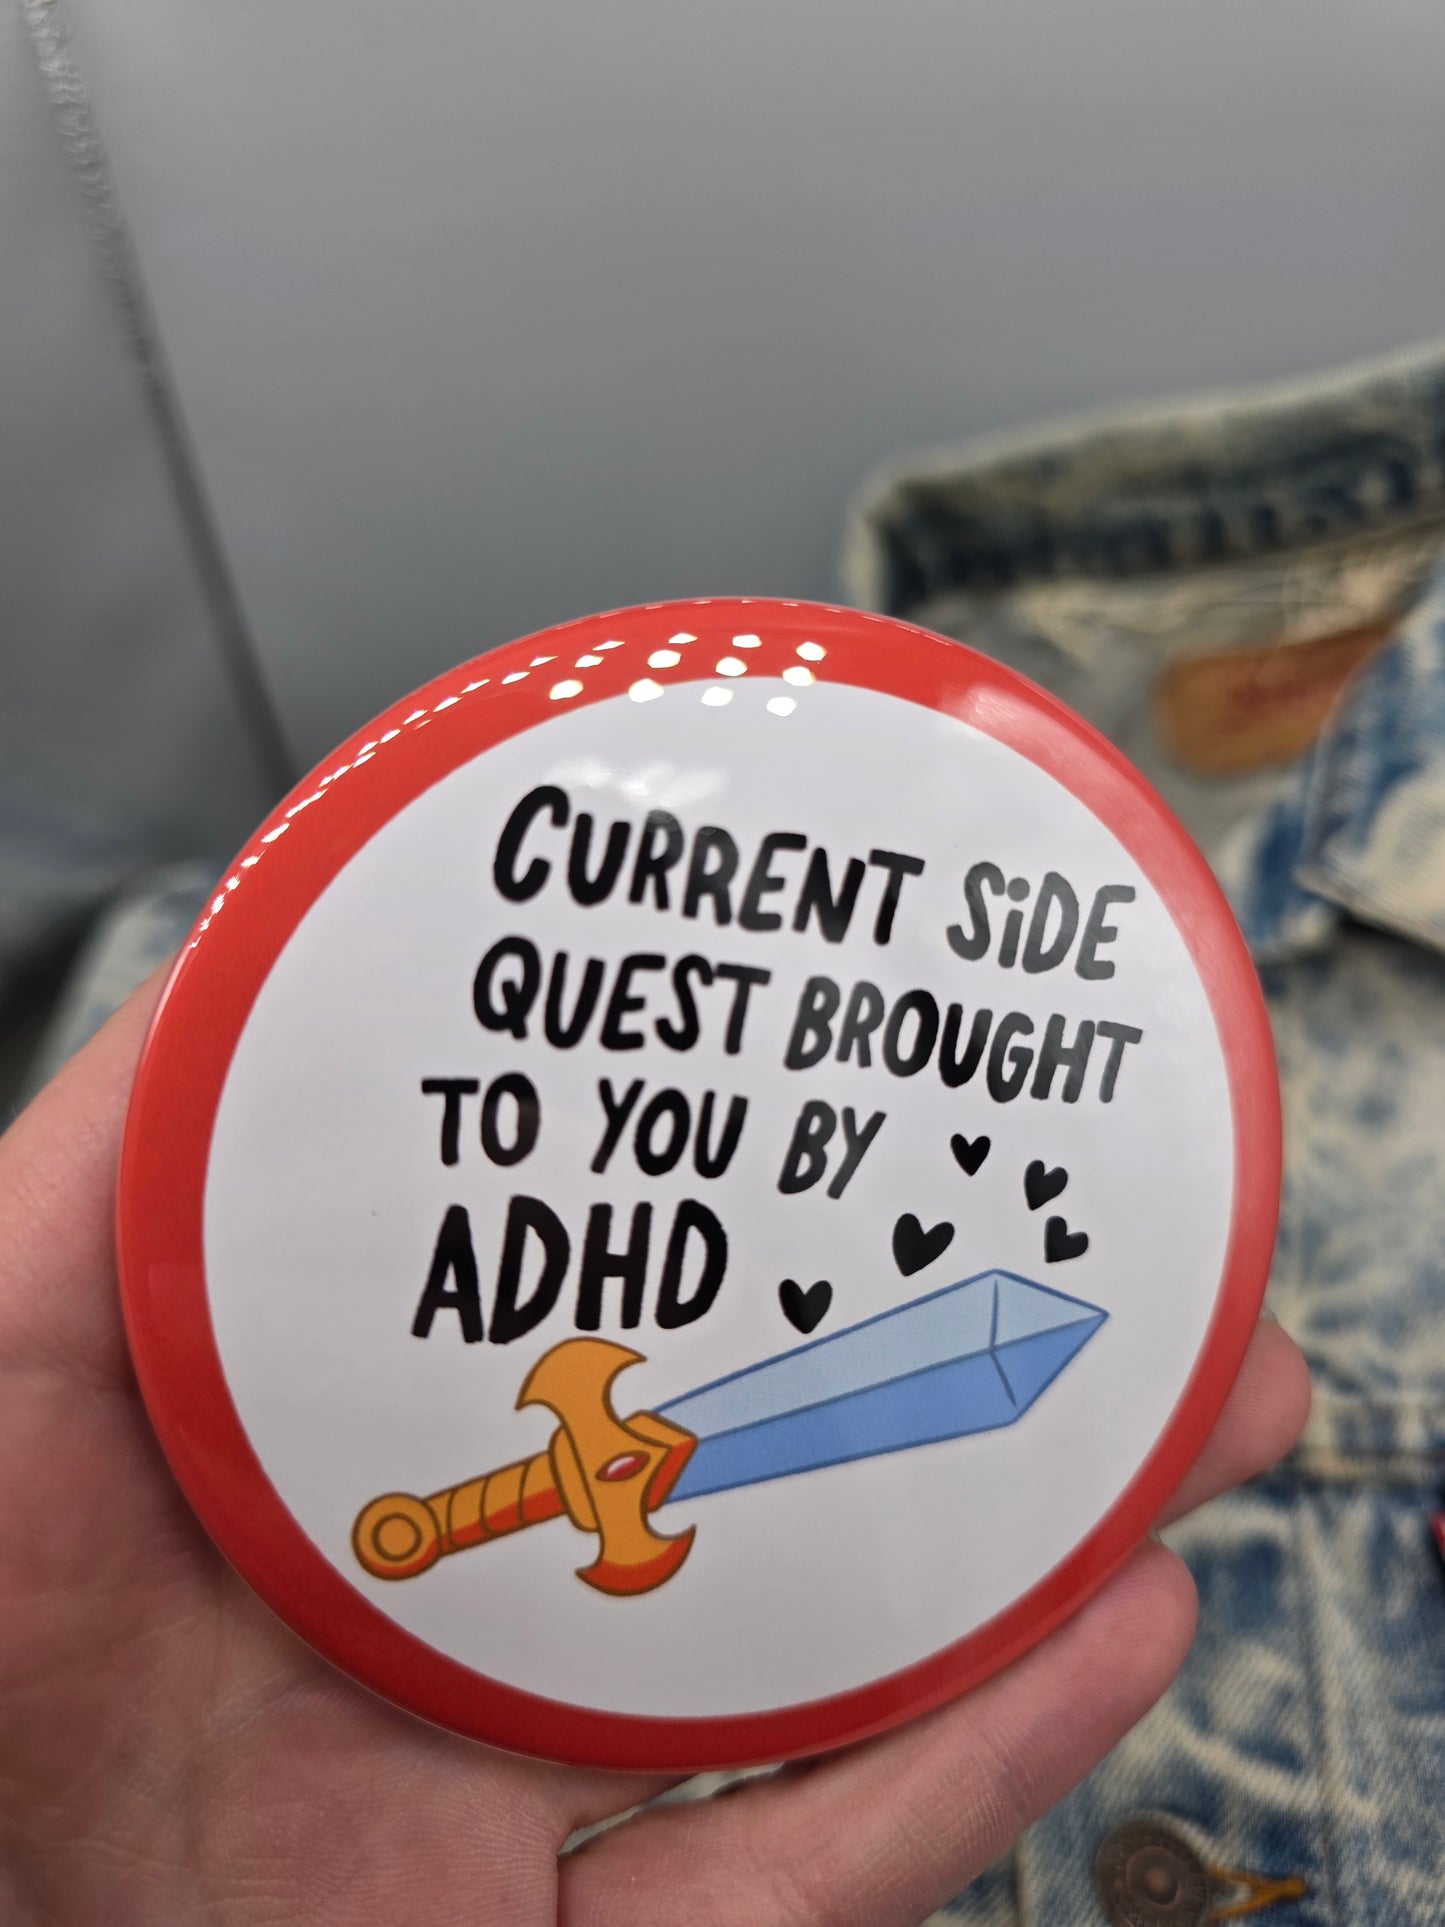 CURRENT SiDE
QUEST BROUGHT
TO YOU BY
ADHD